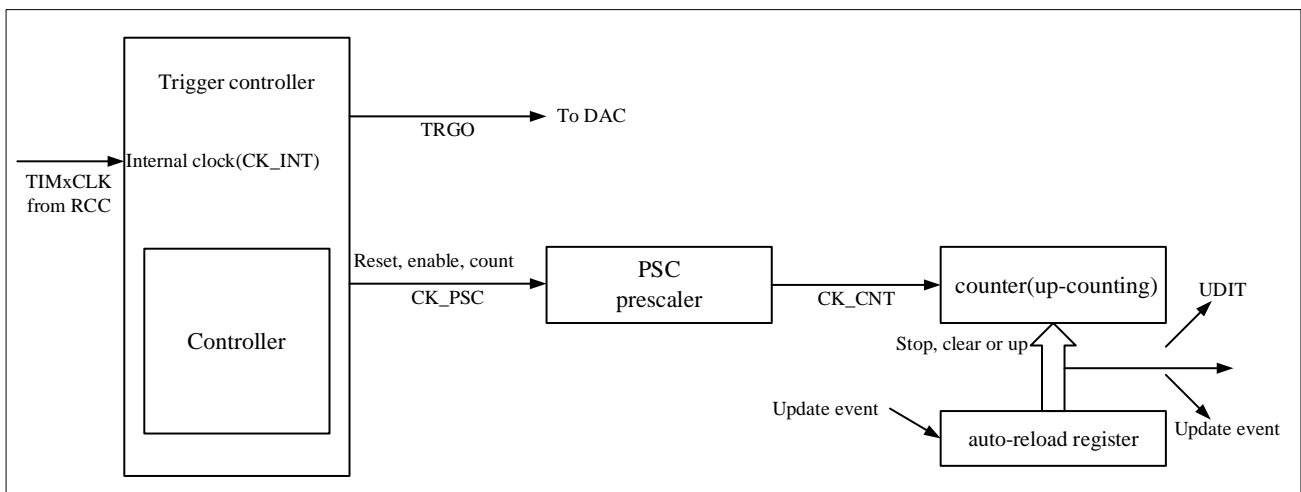 Trigger controller
TRGO
To DAC
Internal clock(CK_INT)
TIMxCLK
from RCC
Controller
Reset, enable, count
CK_PSC
PSC
prescaler
CK_CNT
counter(up-counting)
UDIT
Stop, clear or up
Update event
auto-reload register
Update event